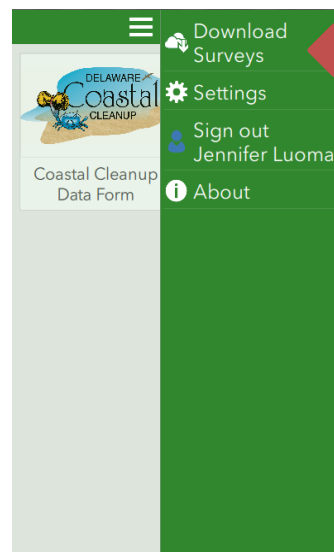 DELAWARE
Coastal
CLEANUP
Coastal Cleanup
Data Form
Download
Surveys
Settings
Sign out
Jennifer Luoma
About